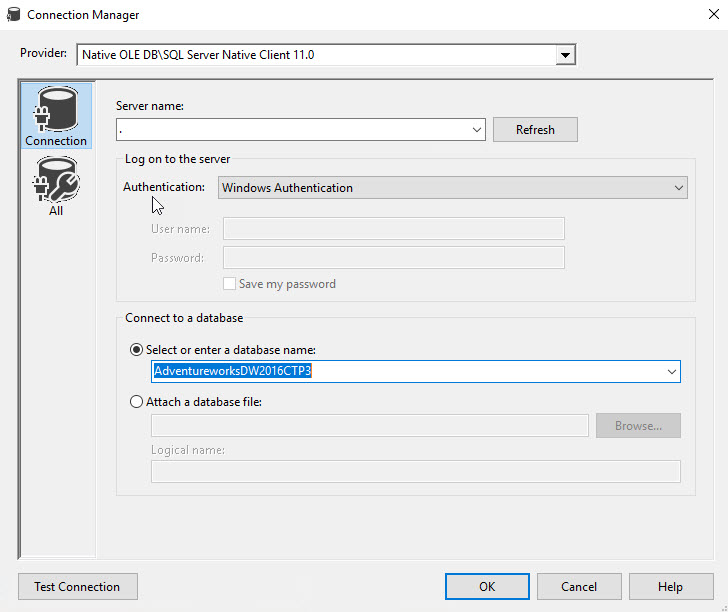 Connection Manager
Provider: Native OLE DB\SQL Server Native Client 11.0
Connection
All
Server name:
. Refresh
Log on to the server
Authentication: Windows Authentication
User name:
Password:
Save my password
Connect to a database
Select or enter a database name:
AdventureworksDW2016CTP3
Attach a database file:
Browse...
Logical name:
Test Connection OK Cancel Help